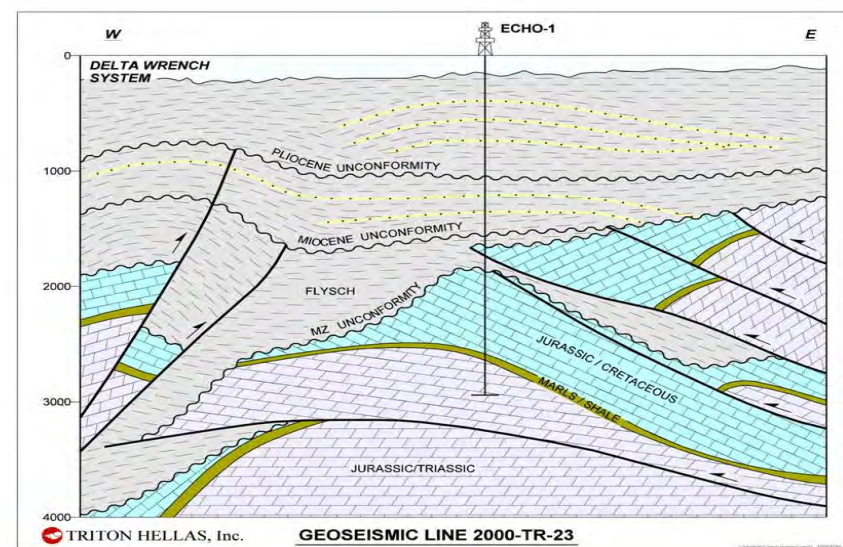 W
ECHO-1
E
0
DELTA WRENCH
SYSTEM
1000
PLIOCENE UNCONFORMITY
MIOCENE UNCONFORMITY
2000
FLYSCH
MZ UNCONFORMITY
JURASSIC / CRETACEOUS
MARLS / SHALE
3000
JURASSIC/TRIASSIC
4000
TRITON HELLAS, Inc.
GEOSEISMIC LINE 2000-TR-23